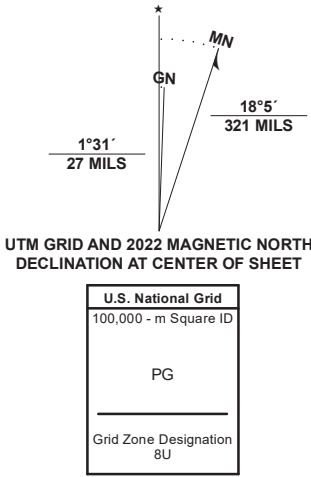 MN
GN
18°5´
321 MILS
1°31´
27 MILS
UTM GRID AND 2022 MAGNETIC NORTH
DECLINATION AT CENTER OF SHEET
U.S. National Grid
100,000 - m Square ID
PG
Grid Zone Designation
8U